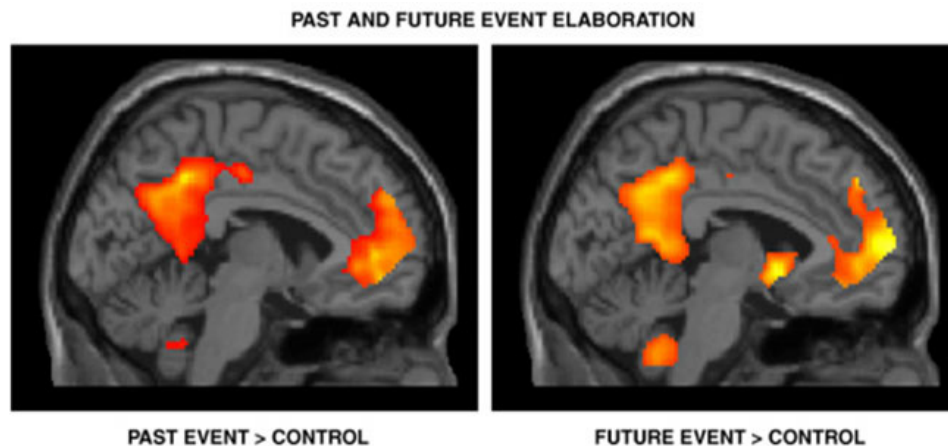 PAST AND FUTURE EVENT ELABORATION
PAST EVENT > CONTROL
FUTURE EVENT > CONTROL